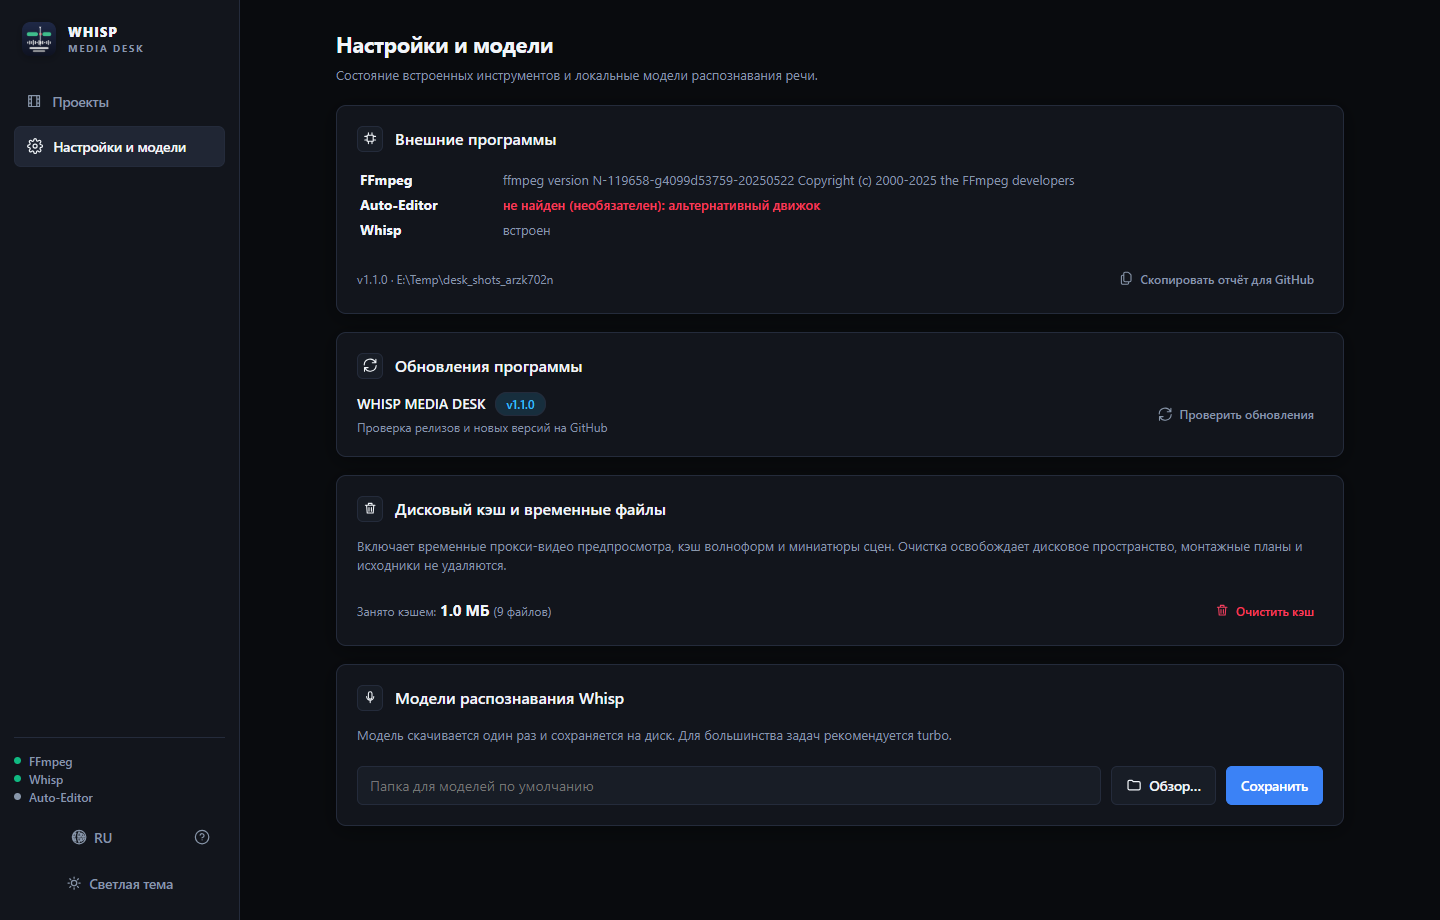 WHISP
MEDIA DESK
Проекты
Настройки и модели
FFmpeg
Whisp
Auto-Editor
RU
Светлая тема
Настройки и модели
Состояние встроенных инструментов и локальные модели распознавания речи.
Внешние программы
FFmpeg ffmpeg version N-119658-g4099d53759-20250522 Copyright (c) 2000-2025 the FFmpeg developers
Auto-Editor не найден (необязателен): альтернативный движок
Whisp встроен
v1.1.0 · E:\Temp\desk_shots_arzk702n Скопировать отчёт для GitHub
Обновления программы
WHISP MEDIA DESK v1.1.0
Проверка релизов и новых версий на GitHub
Проверить обновления
Дисковый кэш и временные файлы
Включает временные прокси-видео предпросмотра, кэш волноформ и миниатюры сцен. Очистка освобождает дисковое пространство, монтажные планы и
исходники не удаляются.
Занято кэшем: 1.0 МБ (9 файлов) Очистить кэш
Модели распознавания Whisp
Модель скачивается один раз и сохраняется на диск. Для большинства задач рекомендуется turbo.
Папка для моделей по умолчанию Обзор... Сохранить